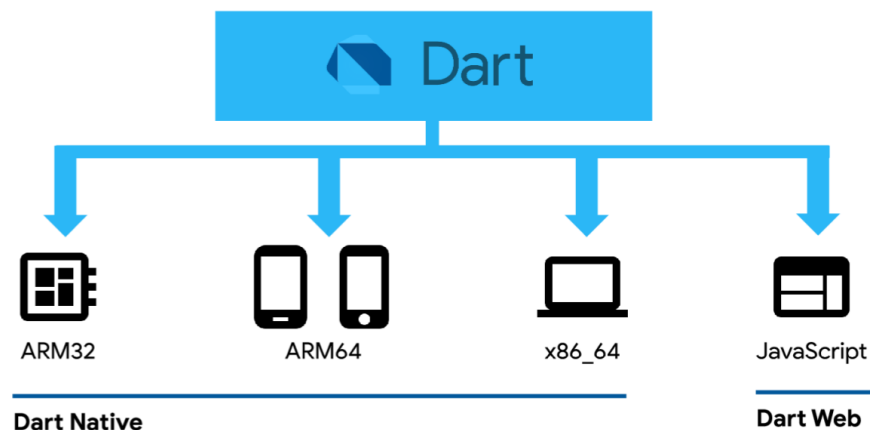 Dart
ARM32
ARM64
x86_64
JavaScript
Dart Native
Dart Web